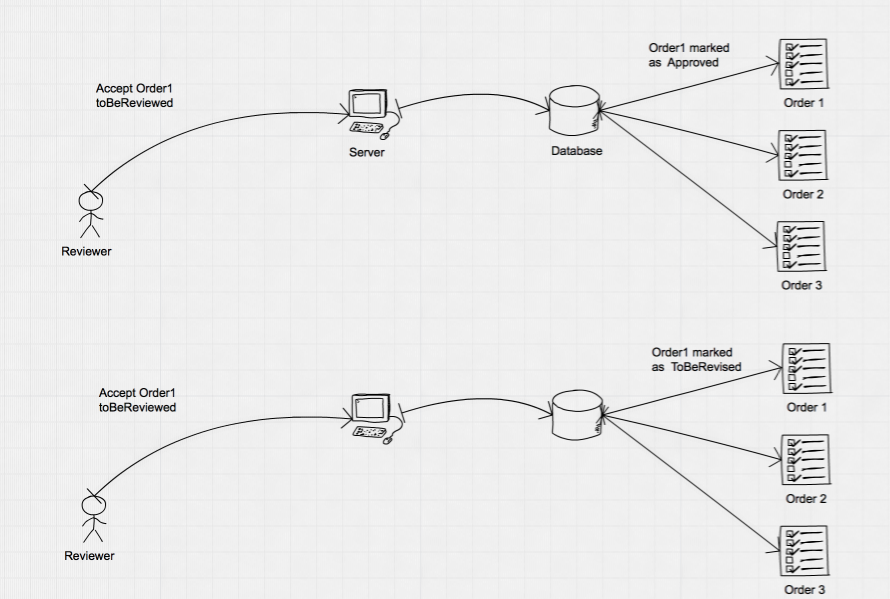 Order1 marked
as Approved
Accept Order1
toBeReviewed
Order 1
Server
Database
Order 2
Reviewer
Order 3
Order1 marked
as ToBeRevised
Accept Order1
toBeReviewed
Order 1
Order 2
Reviewer
Order 3